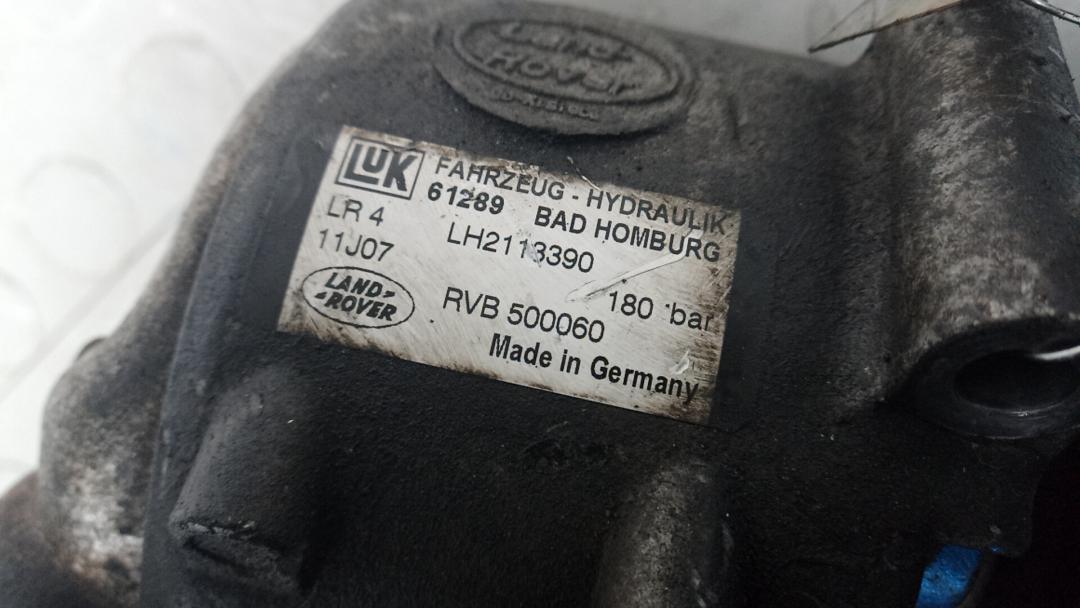 Land-
Rover
LUK
FAHRZEUG - HYDRAULIK
61289 BAD HOMBURG
LR 4
LH2113390
11J07
180 bar
LAND-
-ROVER
RVB 500060
Made in Germany